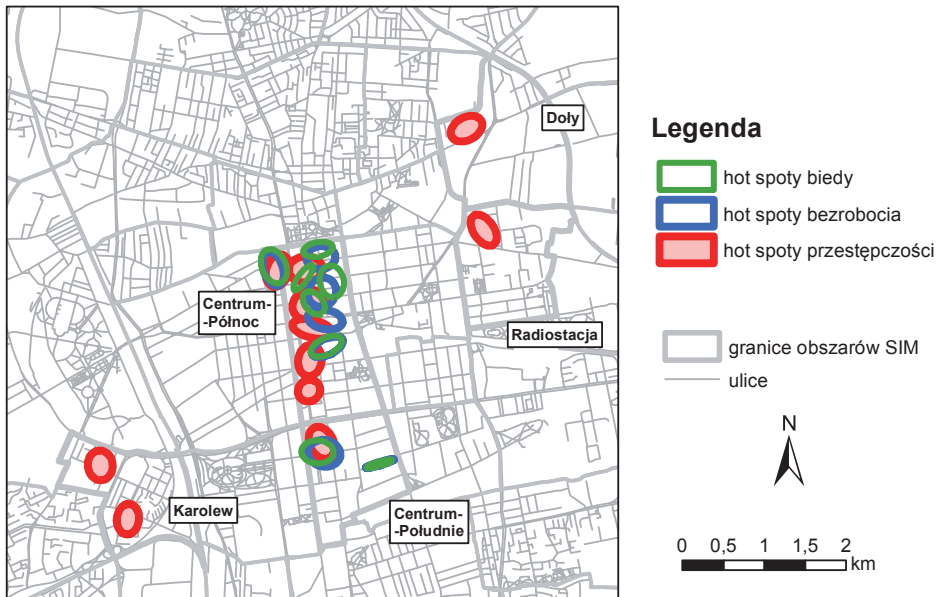 Doły
Centrum-
-Północ
Radiostacja
Karolew
Centrum-
-Południe
Legenda
hot spoty biedy
hot spoty bezrobocia
hot spoty przestępczości
granice obszarów SIM
ulice
N
0 0,5 1 1,5 2
km